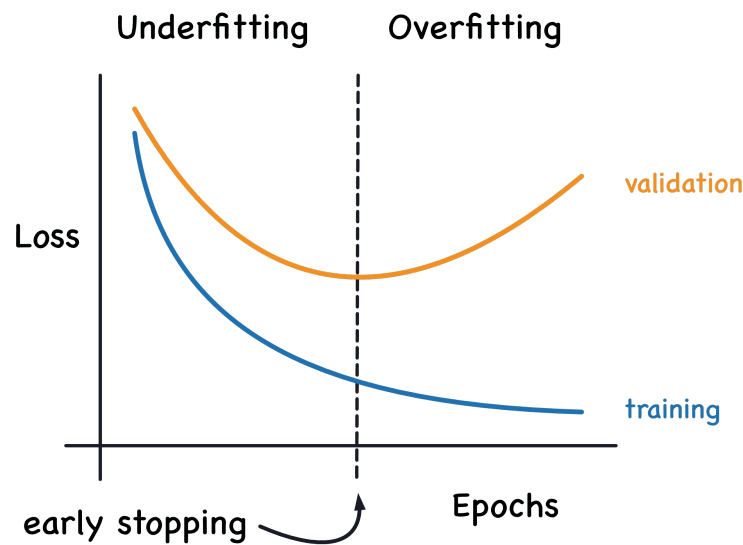 Underfitting
Overfitting
validation
Loss
training
Epochs
early stopping